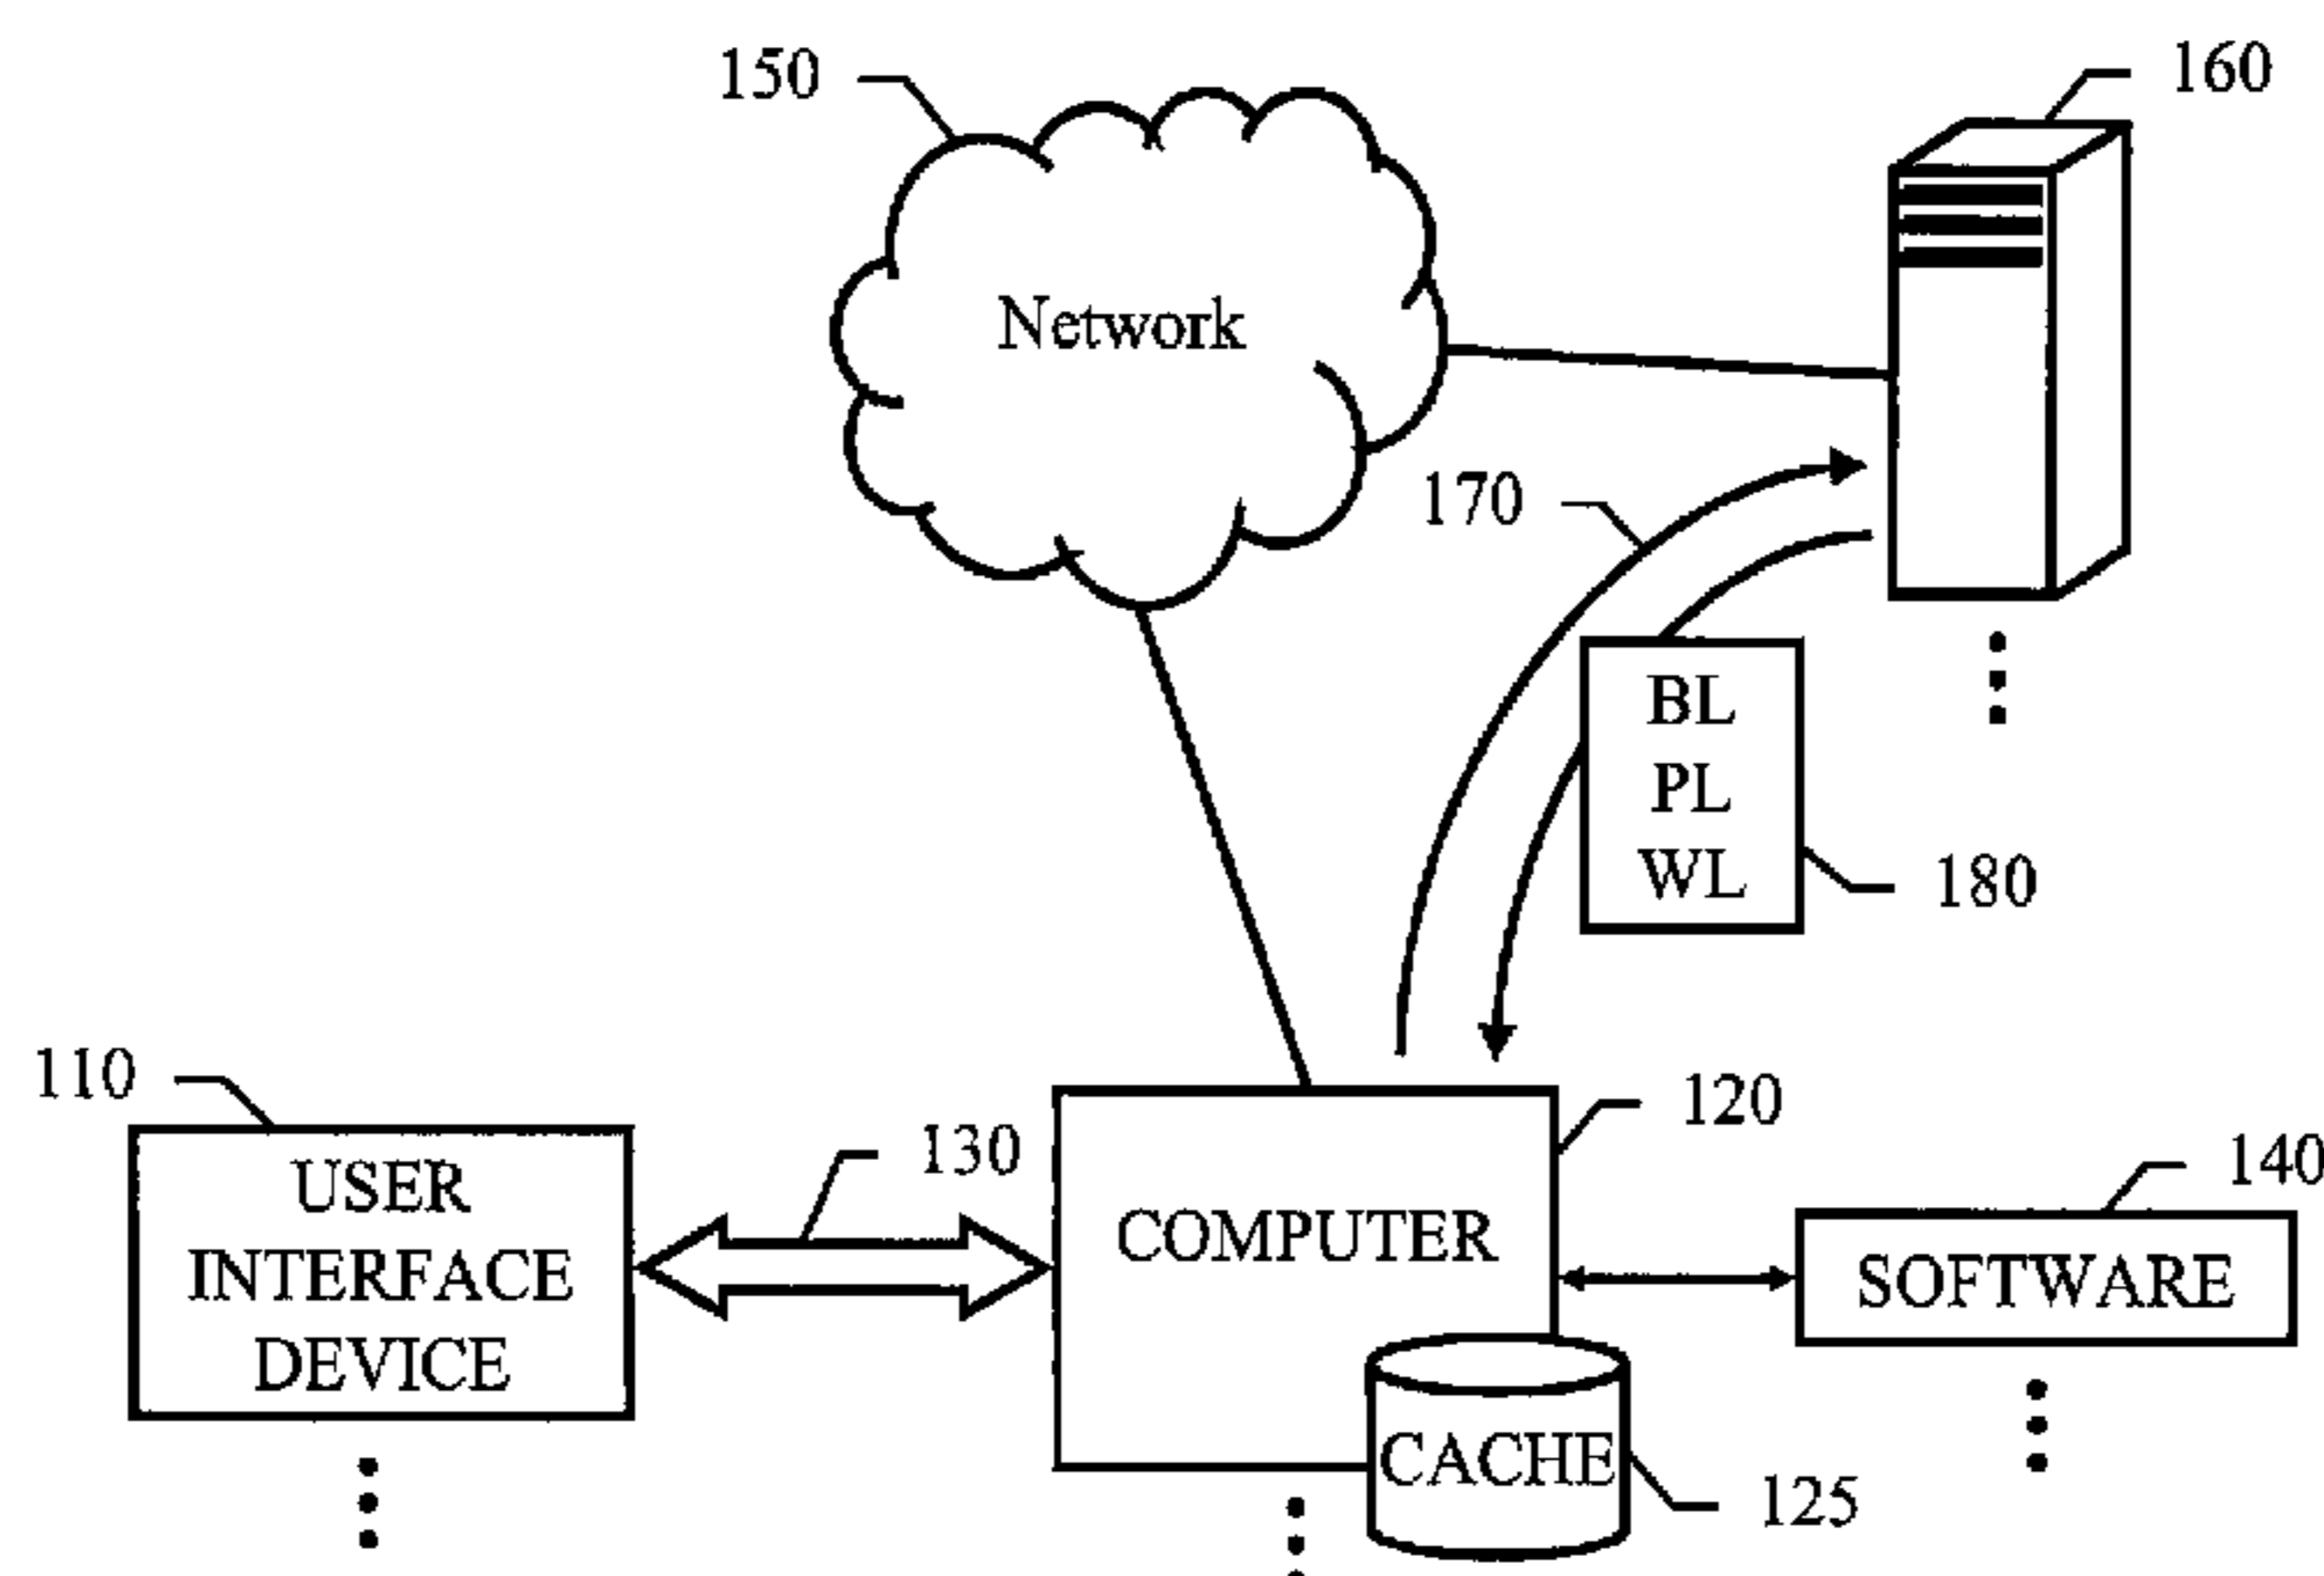 150
160
Network
170
BL
PL
WL
180
110
120
130
140
USER
INTERFACE
DEVICE
COMPUTER
SOFTWARE
CACHE
125